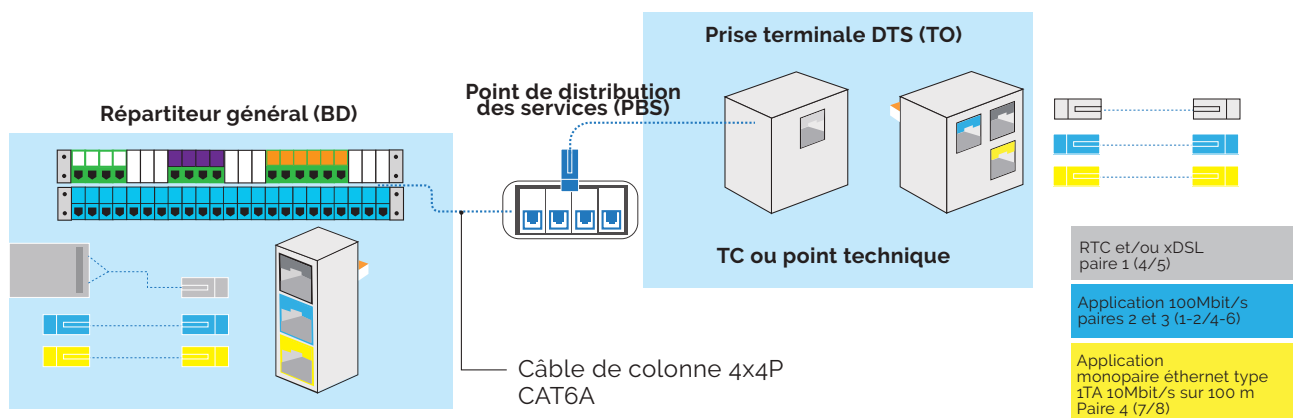 Prise terminale DTS (TO)
Point de distribution
des services (PBS)
Répartiteur général (BD)
TC ou point technique
Câble de colonne 4x4P
CAT6A
RTC et/ou xDSL
paire 1 (4/5)
Application 100Mbit/s
paires 2 et 3 (1-2/4-6)
Application
monopaire éthernet type
1TA 10Mbit/s sur 100 m
Paire 4 (7/8)